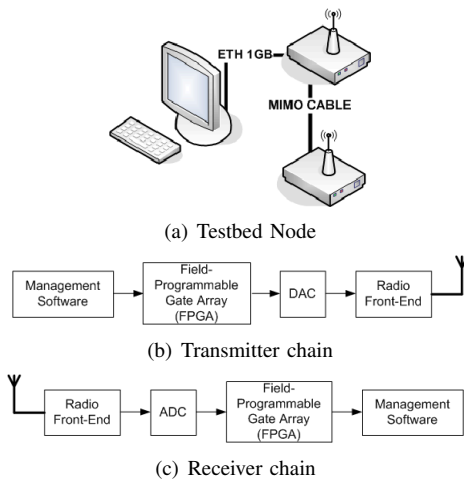 ETH 1GB
MIMO CABLE
(a) Testbed Node
Management
Software
Field-
Programmable
Gate Array
(FPGA)
DAC
Radio
Front-End
(b) Transmitter chain
Radio
Front-End
ADC
Field-
Programmable
Gate Array
(FPGA)
Management
Software
(c) Receiver chain